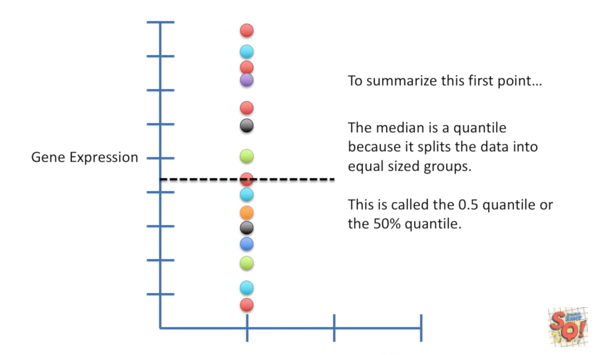 To summarize this first point…
The median is a quantile
because it splits the data into
equal sized groups.
Gene Expression
This is called the 0.5 quantile or
the 50% quantile.
SQ!